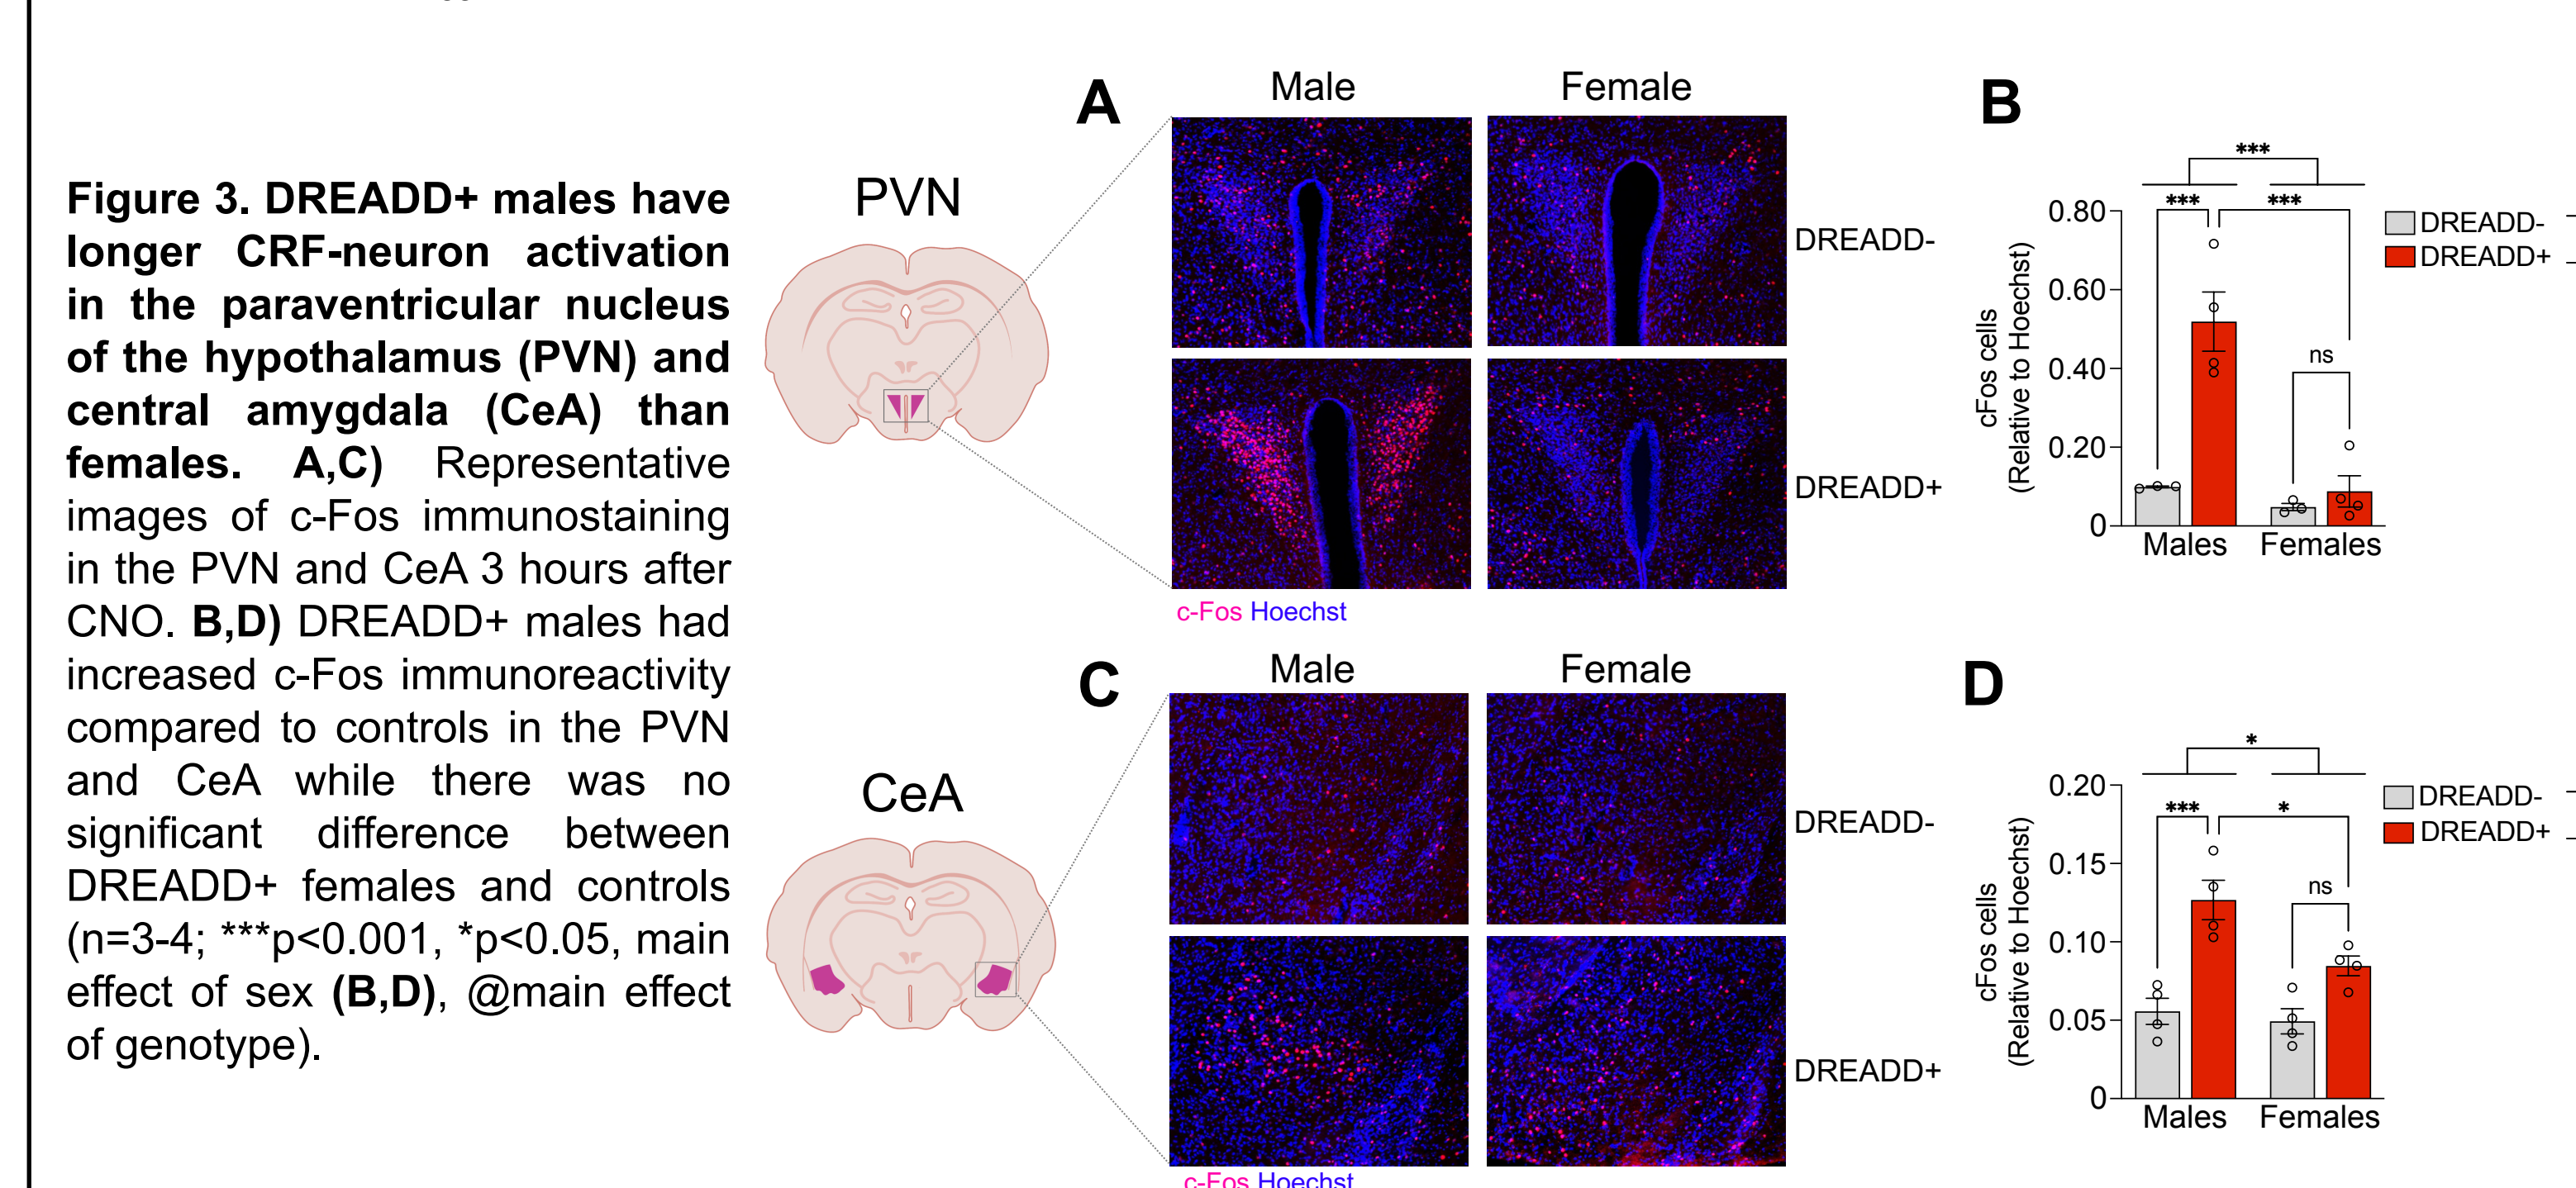 Figure 3. DREADD+ males have
longer CRF-neuron activation
in the paraventricular nucleus
of the hypothalamus (PVN) and
central amygdala (CeA) than
females. A,C) Representative
images of c-Fos immunostaining
in the PVN and CeA 3 hours after
CNO. B,D) DREADD+ males had
increased c-Fos immunoreactivity
compared to controls in the PVN
and CeA while there was no
significant difference between
DREADD+ females and controls
(n=3-4; ***p<0.001, *p<0.05, main
effect of sex (B,D), @main effect
of genotype).
PVN
A
Male Female
DREADD-
DREADD+
c-Fos Hoechst
B
cFos cells
(Relative to Hoechst)
0.80
0.60
0.40
0.20
0
***
*** ***
ns
Males Females
DREADD-
DREADD+
CeA
C
Male Female
DREADD-
DREADD+
c-Fos Hoechst
D
cFos cells
(Relative to Hoechst)
0.20
0.15
0.10
0.05
0
*
*** *
ns
Males Females
DREADD-
DREADD+